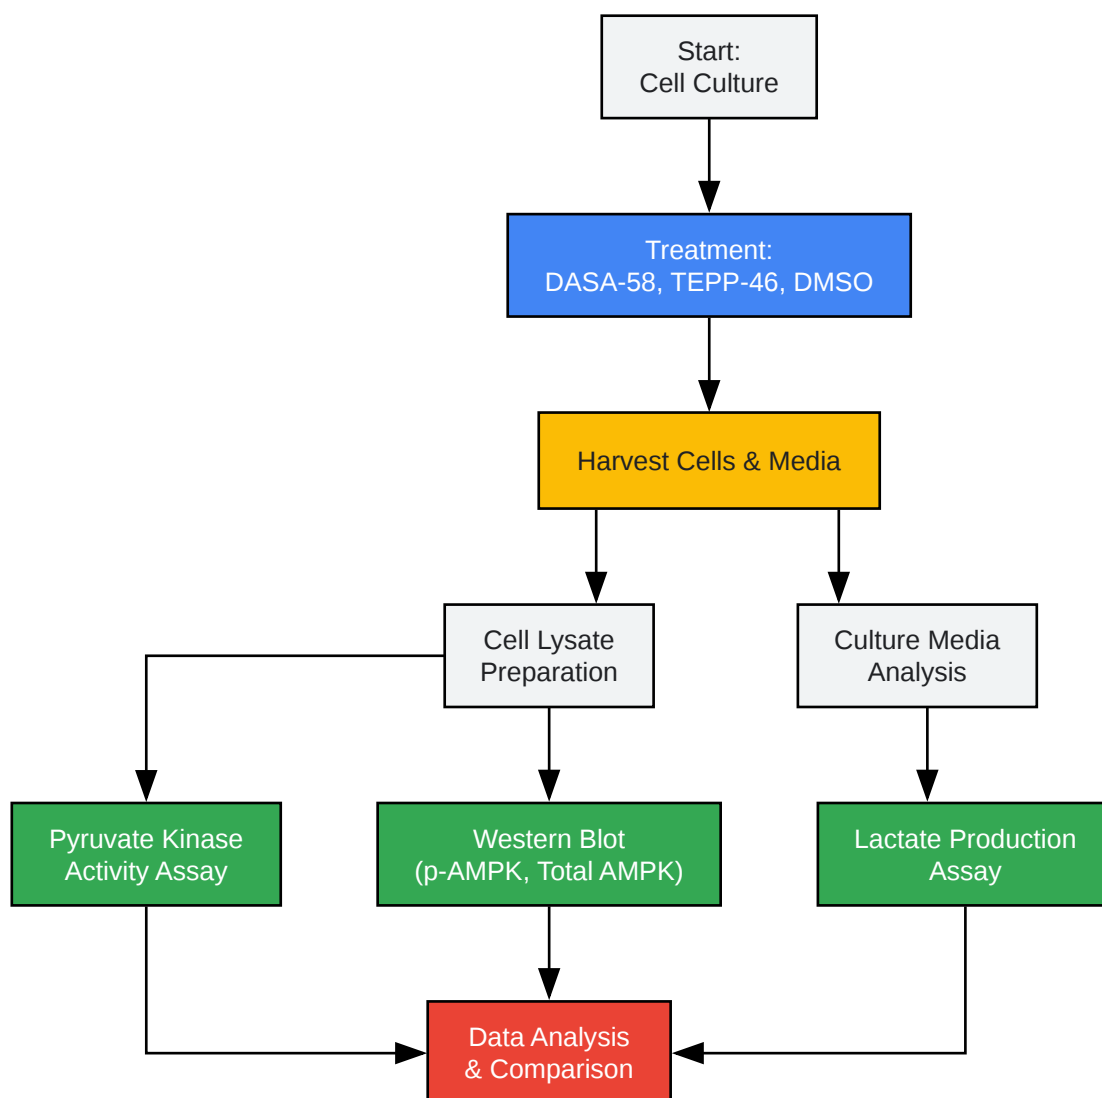 Start:
Cell Culture
Treatment:
DASA-58, TEPP-46, DMSO
Harvest Cells & Media
Cell Lysate
Preparation
Culture Media
Analysis
Pyruvate Kinase
Activity Assay
Western Blot
(p-AMPK, Total AMPK)
Lactate Production
Assay
Data Analysis
& Comparison